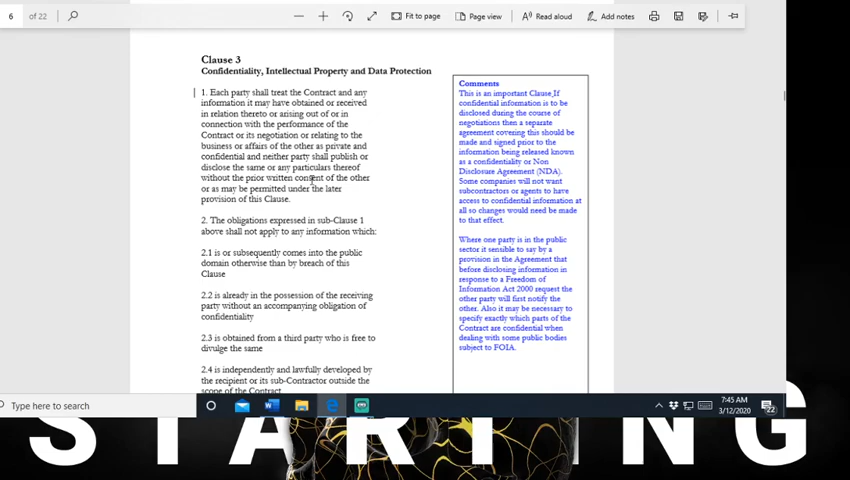 6 of 22 Fit to page Page view Read aloud Add notes
Clause 3
Confidentiality, Intellectual Property and Data Protection
1. Each party shall treat the Contract and any
information it may have obtained or received
in relation thereto or arising out of or in
connection with the performance of the
Contract or its negotiation or relating to the
business or affairs of the other as private and
confidential and neither party shall publish or
disclose the same or any particulars thereof
without the prior written consent of the other
or as may be permitted under the later
provision of this Clause.
2. The obligations expressed in sub-Clause 1
above shall not apply to any information which:
2.1 is or subsequently comes into the public
domain otherwise than by breach of this
Clause
2.2 is already in the possession of the receiving
party without an accompanying obligation of
confidentiality
2.3 is obtained from a third party who is free to
divulge the same
2.4 is independently and lawfully developed by
the recipient or its sub-Contractor outside the
scope of the Contract
Comments
This is an important Clause.If
confidential information is to be
disclosed during the course of
negotiations then a separate
agreement covering this should be
made and signed prior to the
information being released known
as a confidentiality or Non
Disclosure Agreement (NDA).
Some companies will not want
subcontractors or agents to have
access to confidential information at
all so changes would need be made
to that effect.
Where one party is in the public
sector it sensible to say by a
provision in the Agreement that
before disclosing information in
response to a Freedom of
Information Act 2000 request the
other party will first notify the
other. Also it may be necessary to
specify exactly which parts of the
Contract are confidential when
dealing with some public bodies
subject to FOIA.
Type here to search
7:45 AM
3/12/2020
22
STARTING